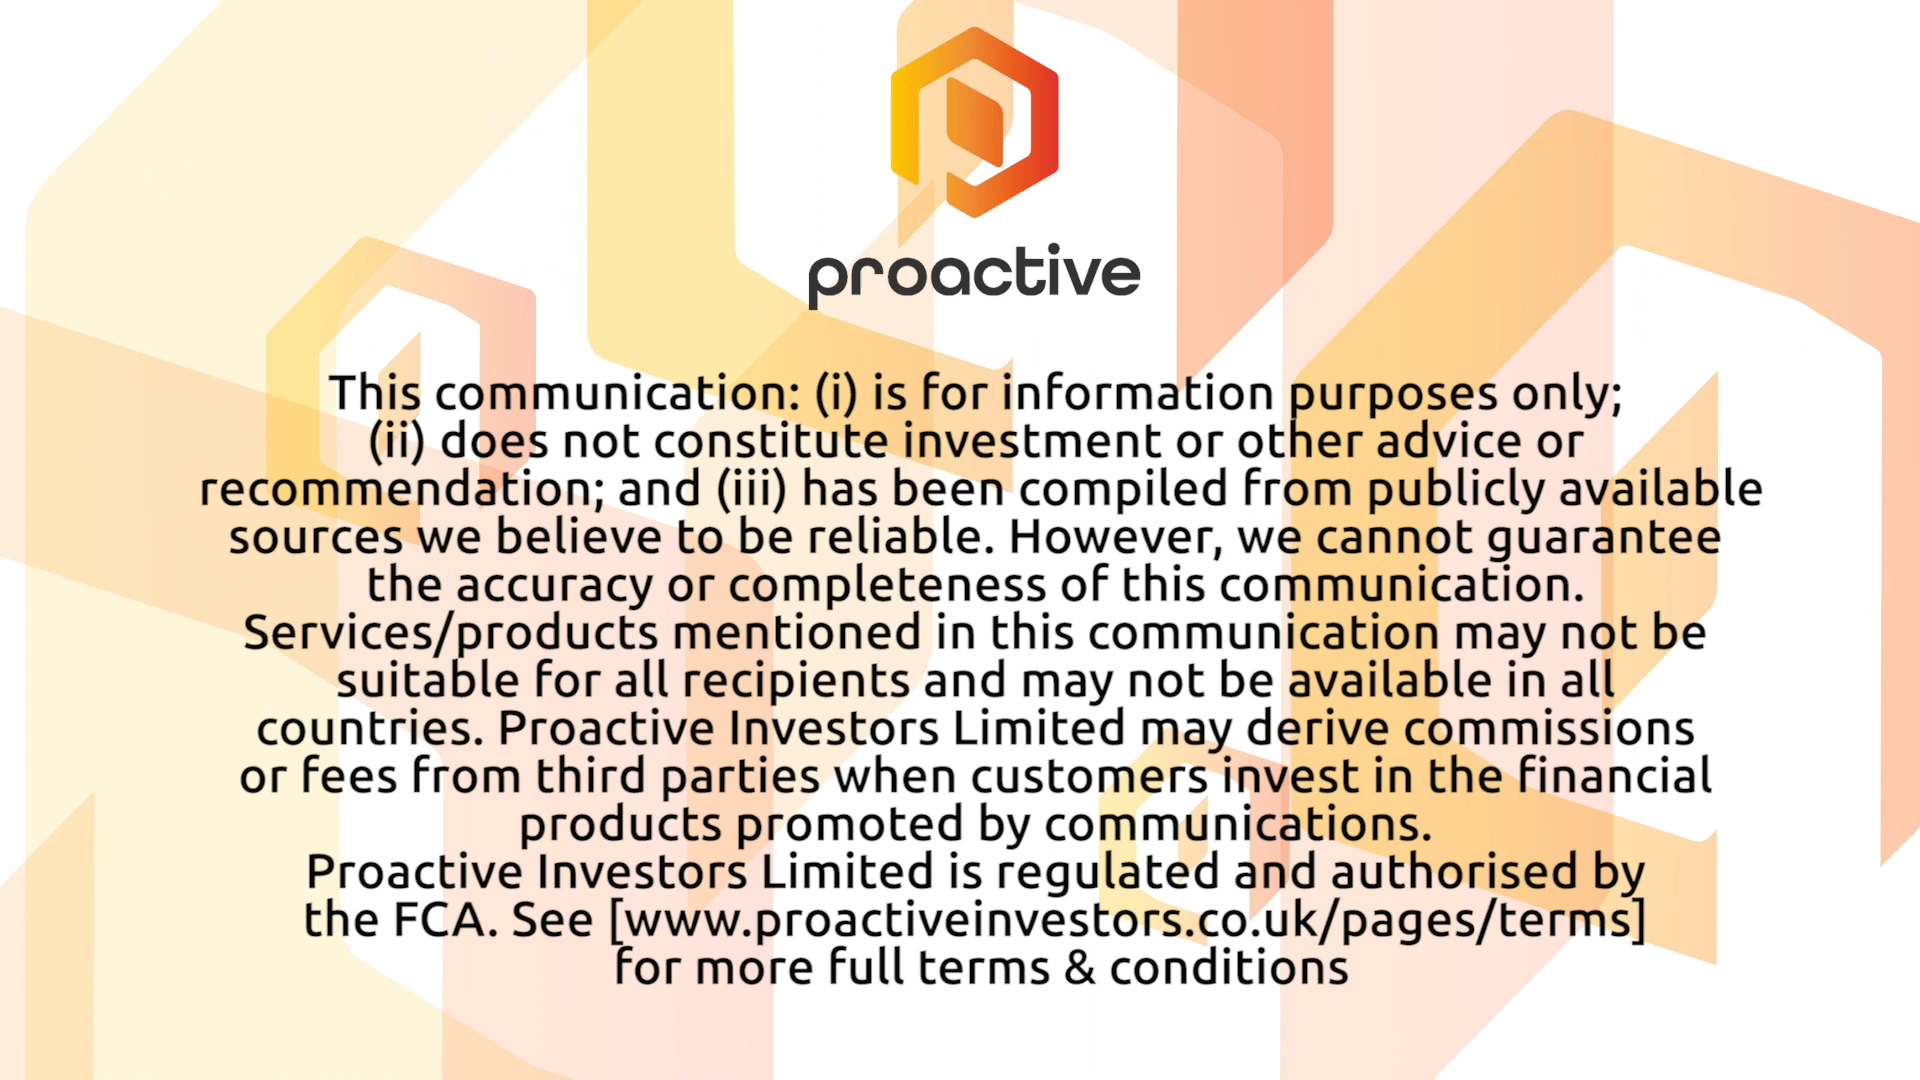 proactive
This communication: (i) is for information purposes only;
(ii) does not constitute investment or other advice or
recommendation; and (iii) has been compiled from publicly available
sources we believe to be reliable. However, we cannot guarantee
the accuracy or completeness of this communication.
Services/products mentioned in this communication may not be
suitable for all recipients and may not be available in all
countries. Proactive Investors Limited may derive commissions
or fees from third parties when customers invest in the financial
products promoted by communications.
Proactive Investors Limited is regulated and authorised by
the FCA. See [www.proactiveinvestors.co.uk/pages/terms]
for more full terms & conditions